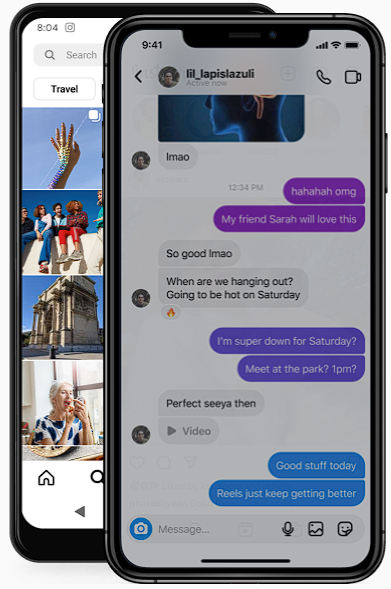 8:04
Search
Travel
9:41
lil_lapislazuli
Active now
lmao
12:34 PM
hahahah omg
My friend Sarah will love this
So good lmao
When are we hanging out?
Going to be hot on Saturday
I'm super down for Saturday?
Meet at the park? 1pm?
Perfect seeya then
Video
Good stuff today
Reels just keep getting better
Message...